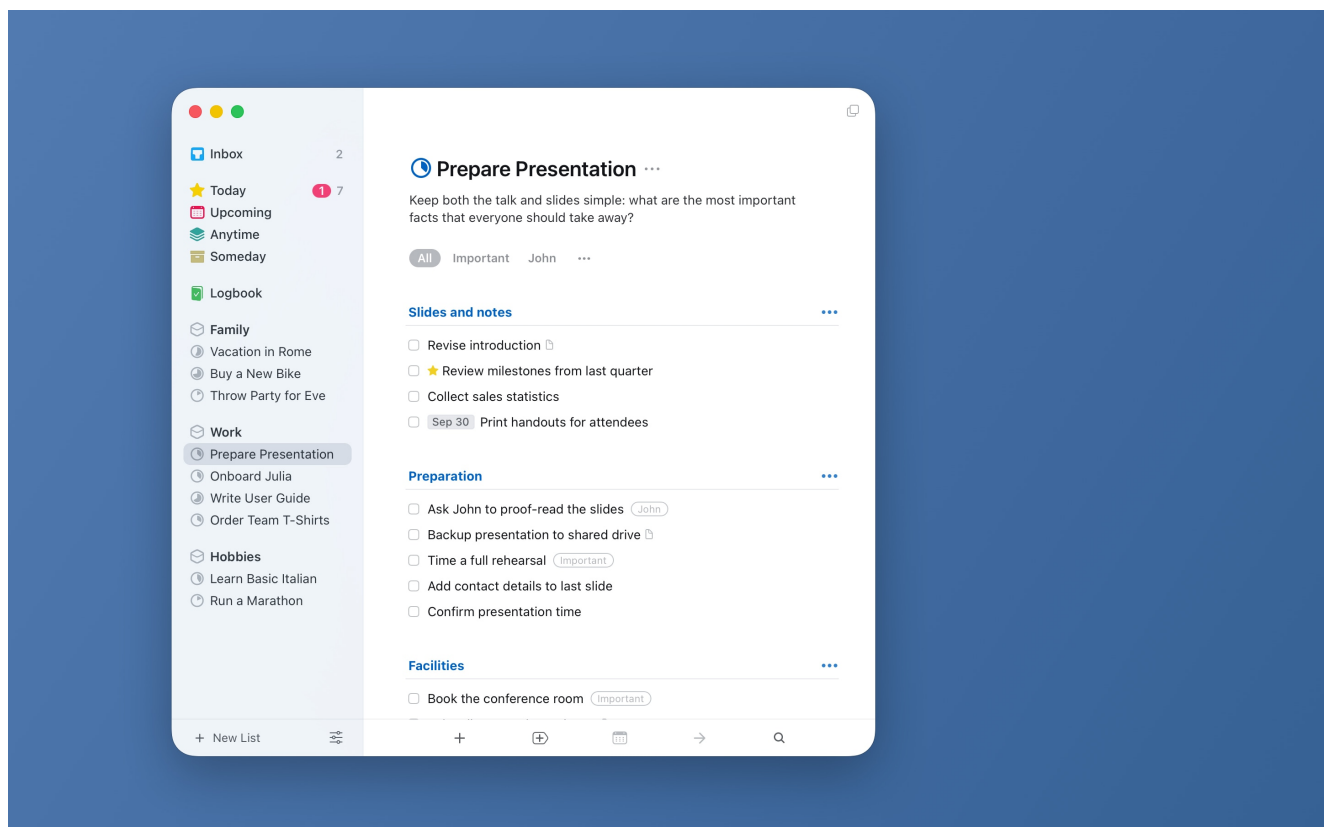 Inbox 2
Today 1 7
Upcoming
Anytime
Someday
Logbook
Family
Vacation in Rome
Buy a New Bike
Throw Party for Eve
Work
Prepare Presentation
Onboard Julia
Write User Guide
Order Team T-Shirts
Hobbies
Learn Basic Italian
Run a Marathon
+ New List
Prepare Presentation
Keep both the talk and slides simple: what are the most important
facts that everyone should take away?
All Important John
Slides and notes
Revise introduction
Review milestones from last quarter
Collect sales statistics
Sep 30 Print handouts for attendees
Preparation
Ask John to proof-read the slides John
Backup presentation to shared drive
Time a full rehearsal Important
Add contact details to last slide
Confirm presentation time
Facilities
Book the conference room Important